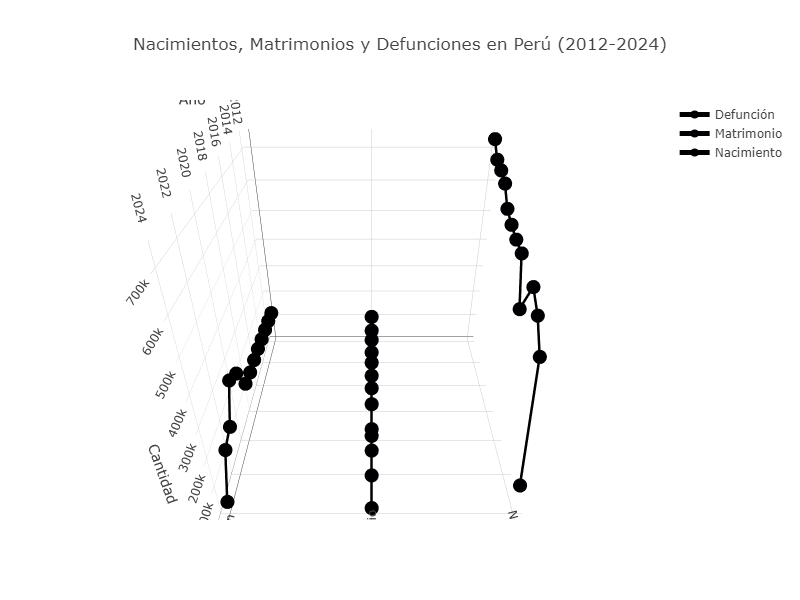 Nacimientos, Matrimonios y Defunciones en Perú (2012-2024)
Defunción
Matrimonio
Nacimiento
Año
2012
2014
2016
2018
2020
2022
2024
700k
600k
500k
400k
300k
200k
Cantidad
N